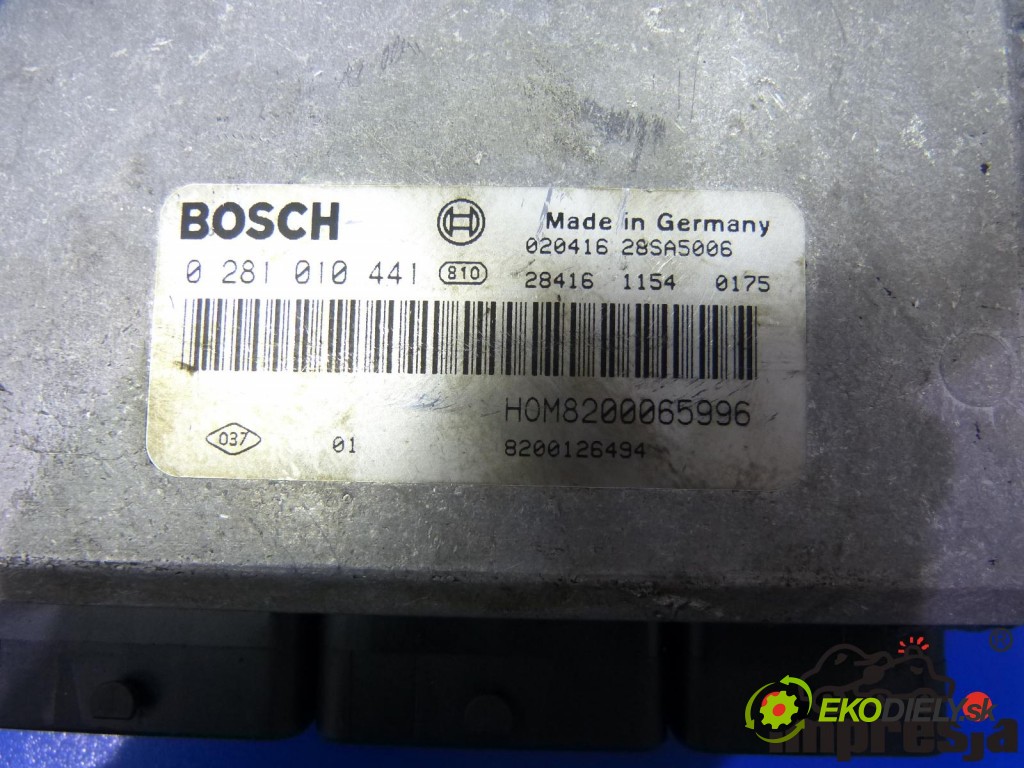 BOSCH
Made in Germany
020416 28SA5006
0 281 010 441 810
28416 1154 0175
HOM8200065996
037 01
8200126494
EKODIELY.sk
impresja